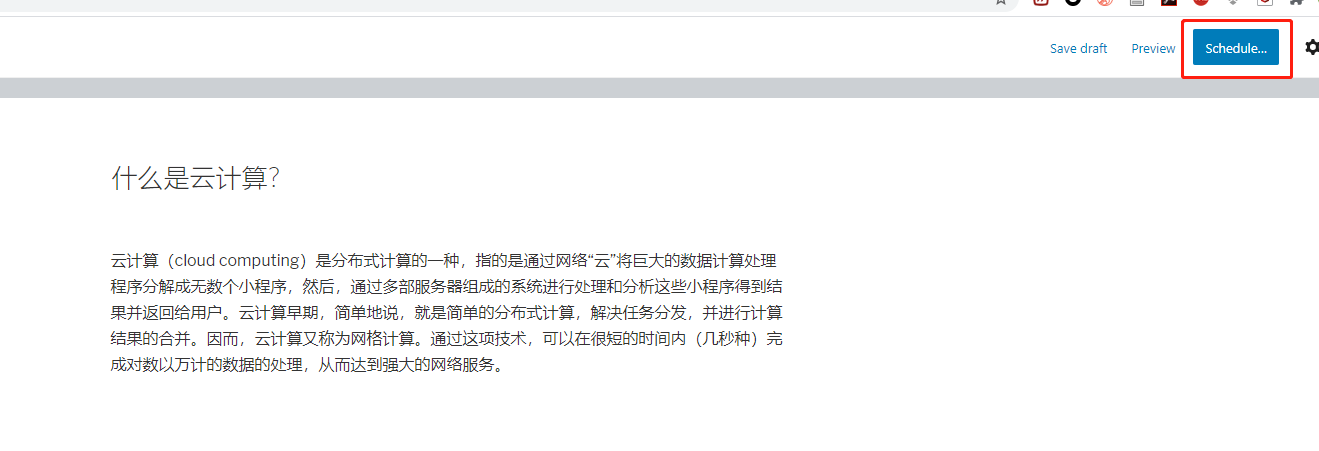 Save draft Preview Schedule...
什么是云计算？
云计算（cloud computing）是分布式计算的一种，指的是通过网络“云”将巨大的数据计算处理
程序分解成无数个小程序，然后，通过多部服务器组成的系统进行处理和分析这些小程序得到结
果并返回给用户。云计算早期，简单地说，就是简单的分布式计算，解决任务分发，并进行计算
结果的合并。因而，云计算又称为网格计算。通过这项技术，可以在很短的时间内（几秒种）完
成对数以万计的数据的处理，从而达到强大的网络服务。